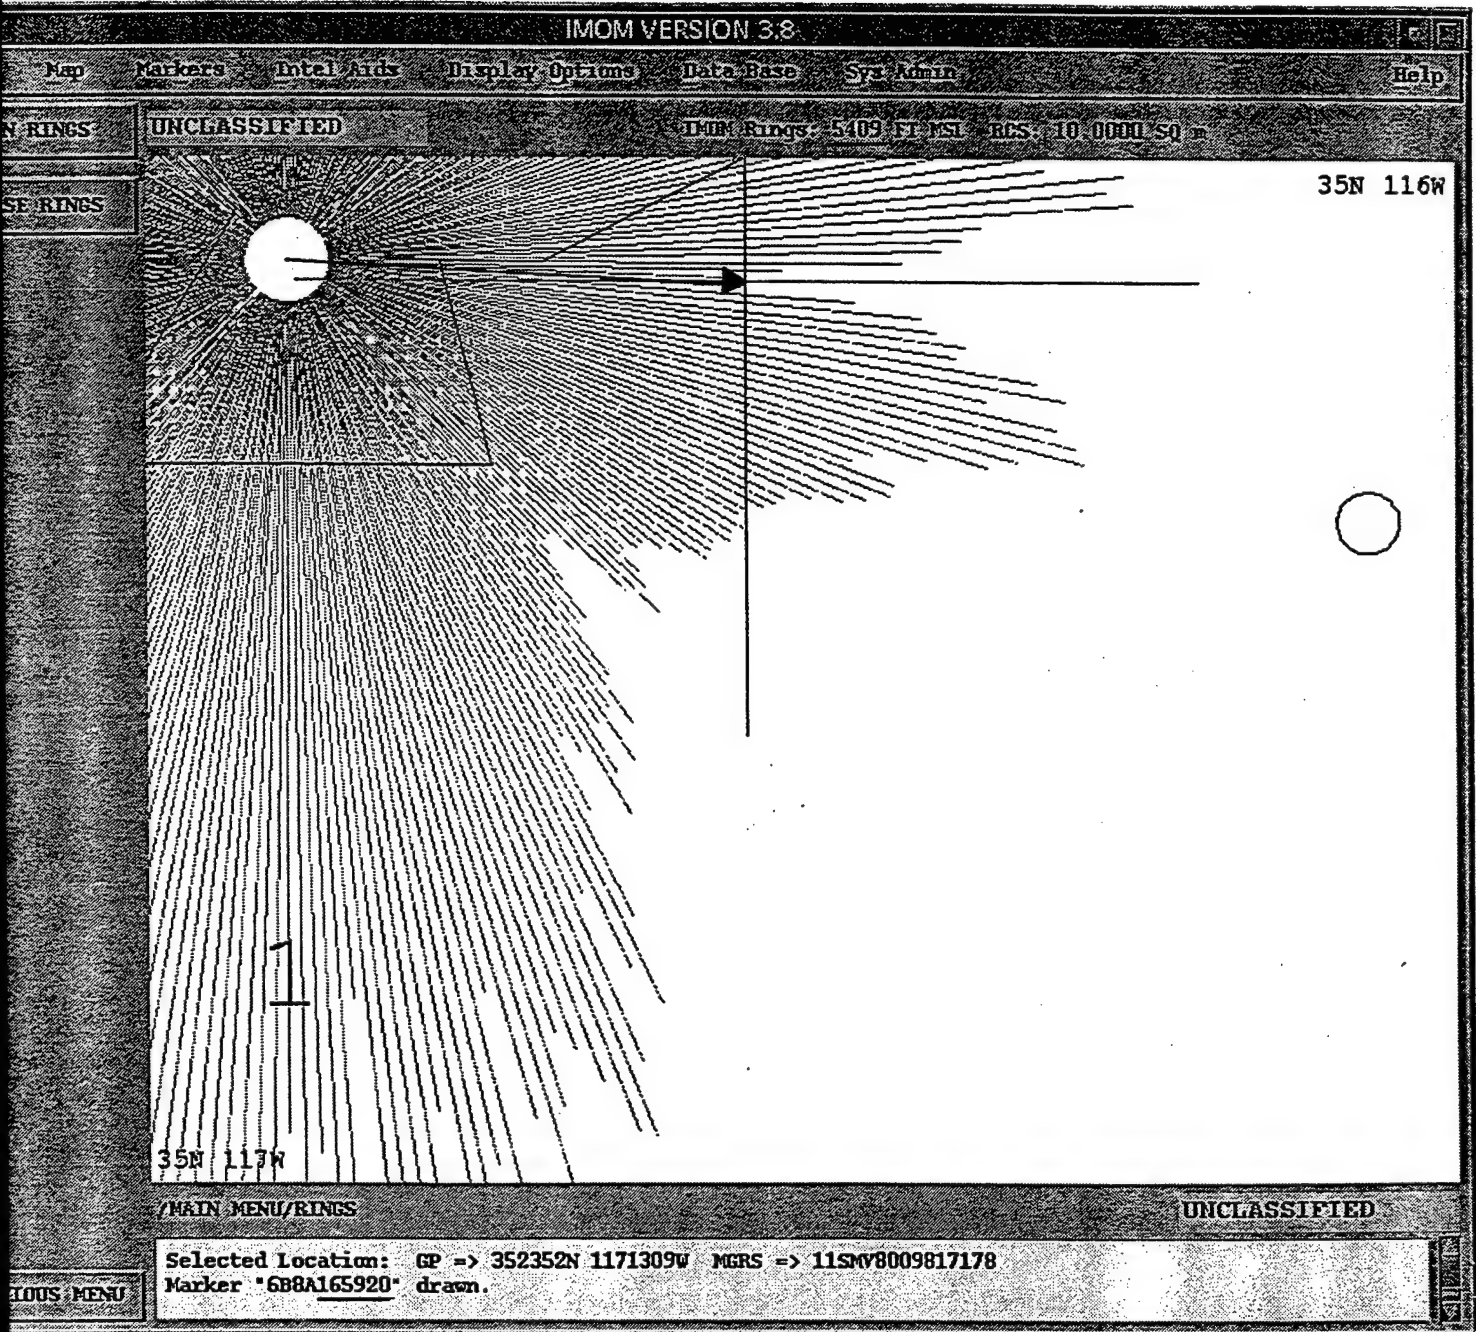 IMOM VERSION 3.8
Map Markers Intel Aids Display Options Data Base Sys Admin Help
N RINGS
UNCLASSIFIED
IMOM Rings: 5409 FT MSL RCS: 10.0000 SQ m
35N 116W
SE RINGS
1
35N 117W
/MAIN MENU/RINGS
UNCLASSIFIED
Selected Location: GP => 352352N 1171309W MGRS => 11SMV8009817178
Marker "6B8A165920" drawn.
IOUS MENU